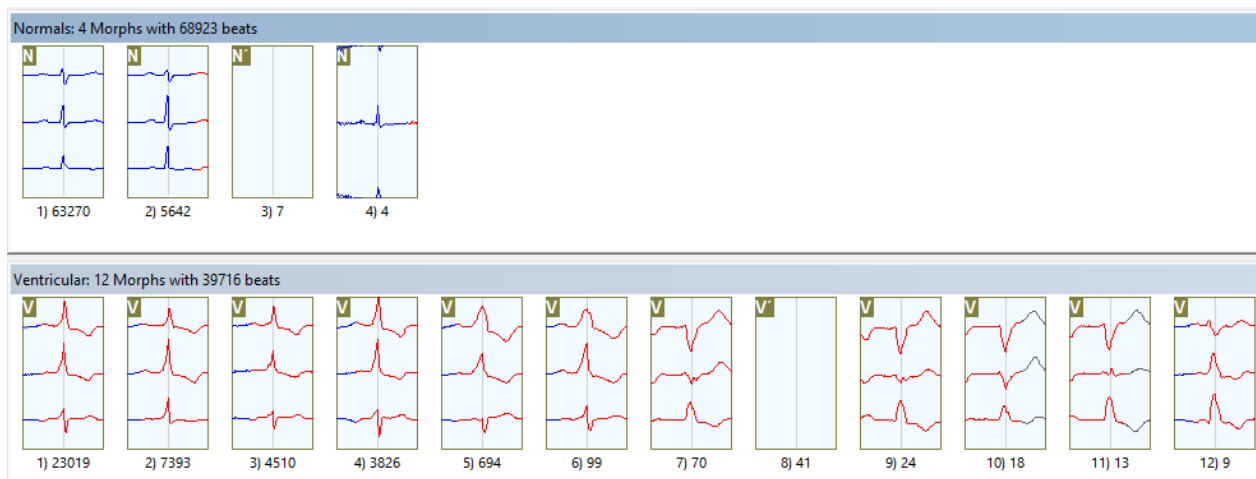 Normals: 4 Morphs with 68923 beats
N N N´ N
1) 63270 2) 5642 3) 7 4) 4
Ventricular: 12 Morphs with 39716 beats
V V V V V V V V´ V V V V
1) 23019 2) 7393 3) 4510 4) 3826 5) 694 6) 99 7) 70 8) 41 9) 24 10) 18 11) 13 12) 9